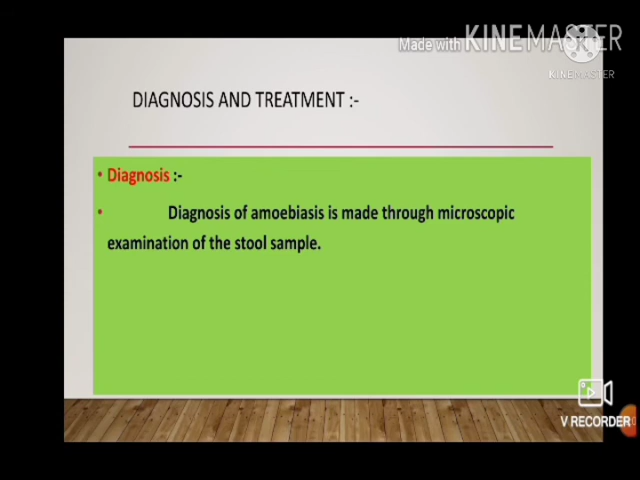 Made with KINEMASTER
KINEMASTER
DIAGNOSIS AND TREATMENT :-
• Diagnosis :-
• Diagnosis of amoebiasis is made through microscopic
examination of the stool sample.
V RECORDER